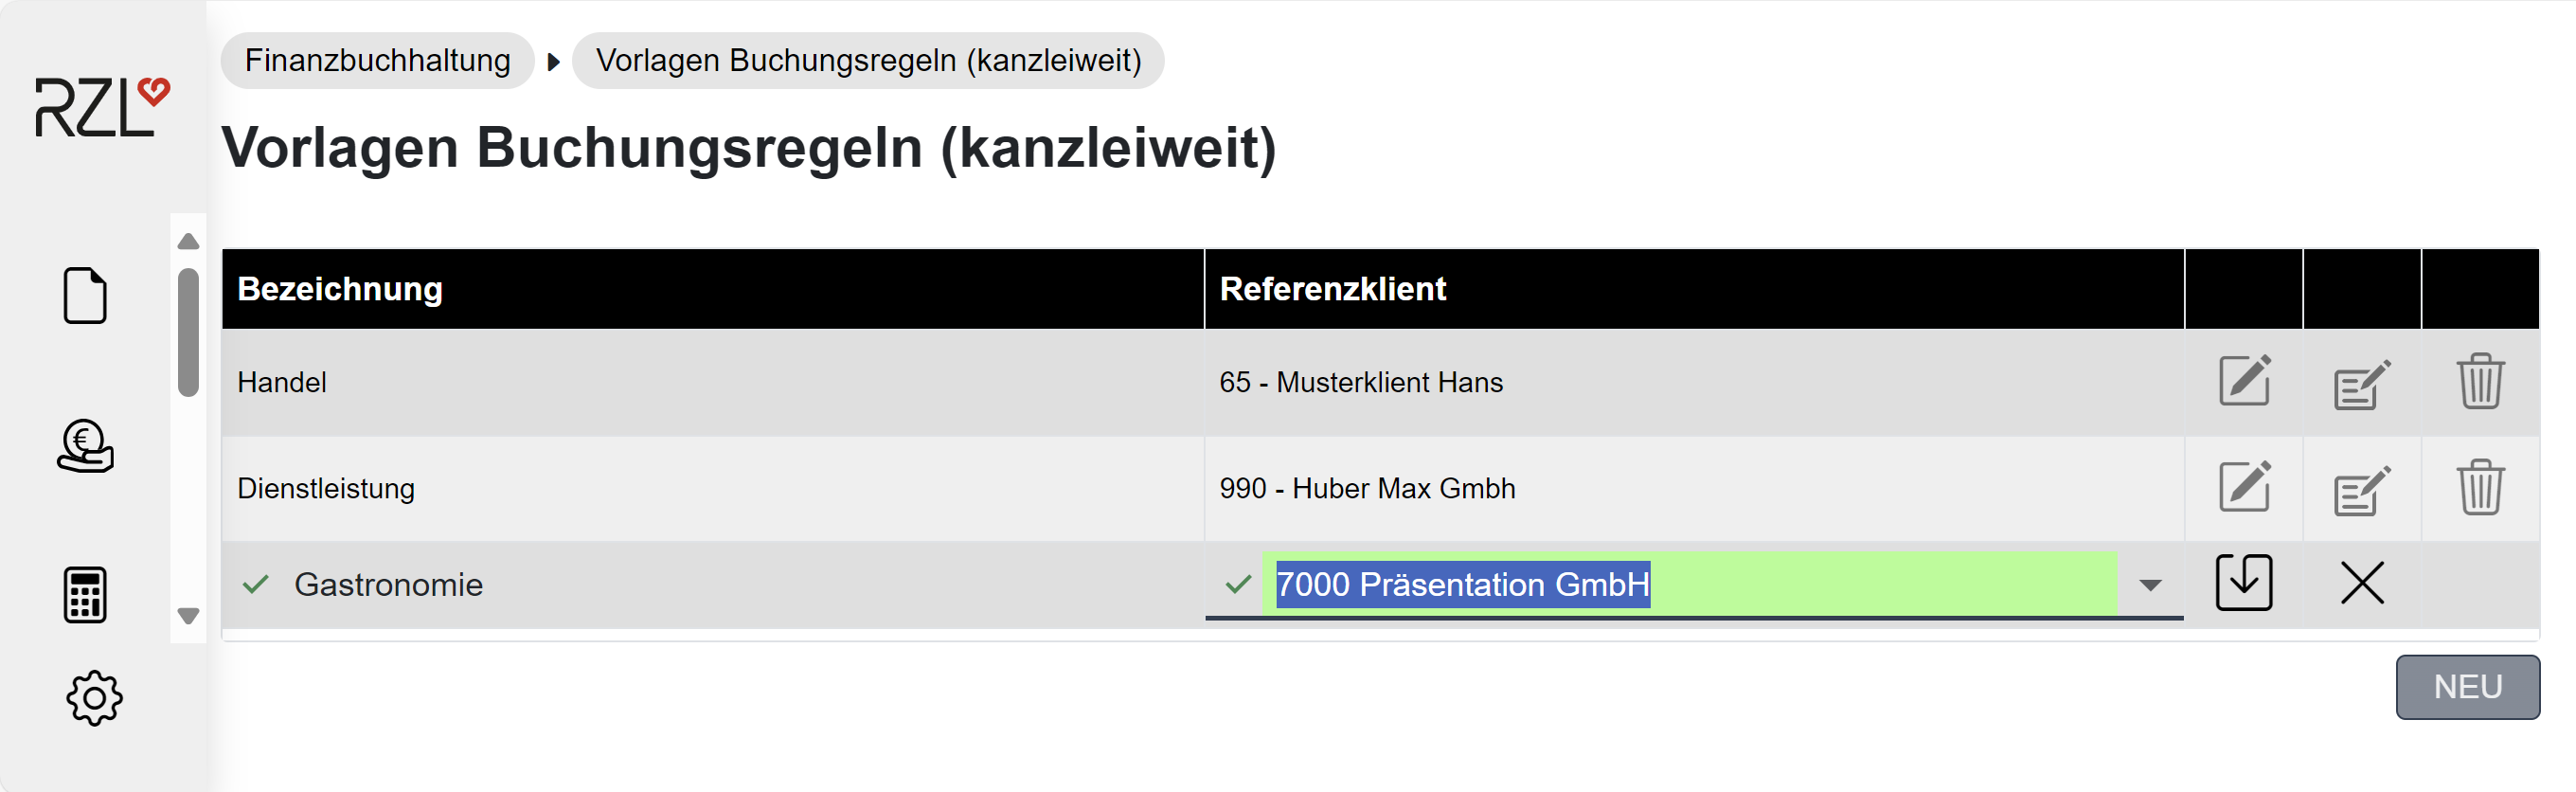 Finanzbuchhaltung Vorlagen Buchungsregeln (kanzleiweit)
RZL
Vorlagen Buchungsregeln (kanzleiweit)
Bezeichnung Referenzklient
Handel 65 - Musterklient Hans
€
Dienstleistung 990 - Huber Max Gmbh
Gastronomie 7000 Präsentation GmbH
NEU